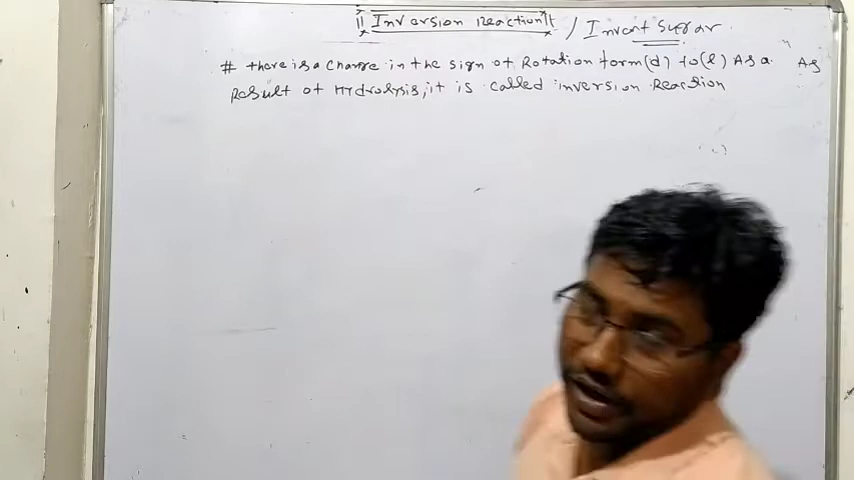 Inversion Reaction / Invert Sugar
# there is a change in the sign of Rotation form (d) to (l) As a As
Result of Hydrolysis, it is called inversion Reaction